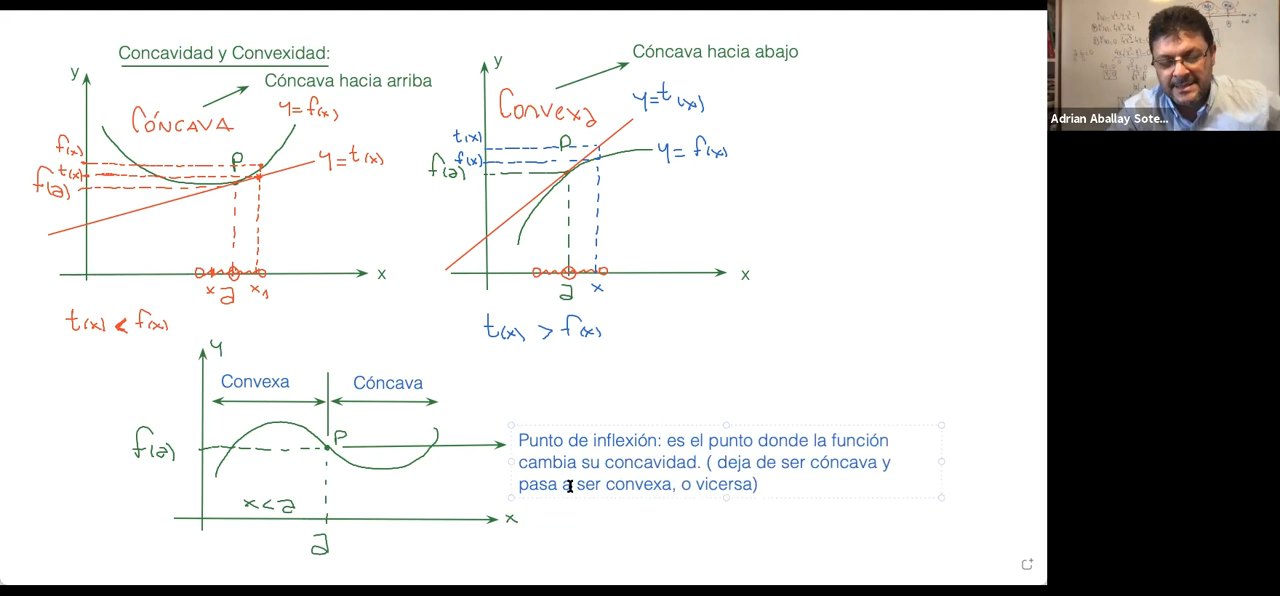 Concavidad y Convexidad:
Cóncava hacia arriba
y
CÓNCAVA
y=f(x)
f(x)
t(x)
f(a)
P
y=t(x)
x
x a x1
t(x) < f(x)
Cóncava hacia abajo
y
Convexa
y=t(x)
t(x)
f(x)
f(a)
P
y= f(x)
x
a x
t(x) > f(x)
y
Convexa Cóncava
f(a)
P
x<a
x
a
Punto de inflexión: es el punto donde la función
cambia su concavidad. ( deja de ser cóncava y
pasa a ser convexa, o vicersa)
Adrian Aballay Sote...